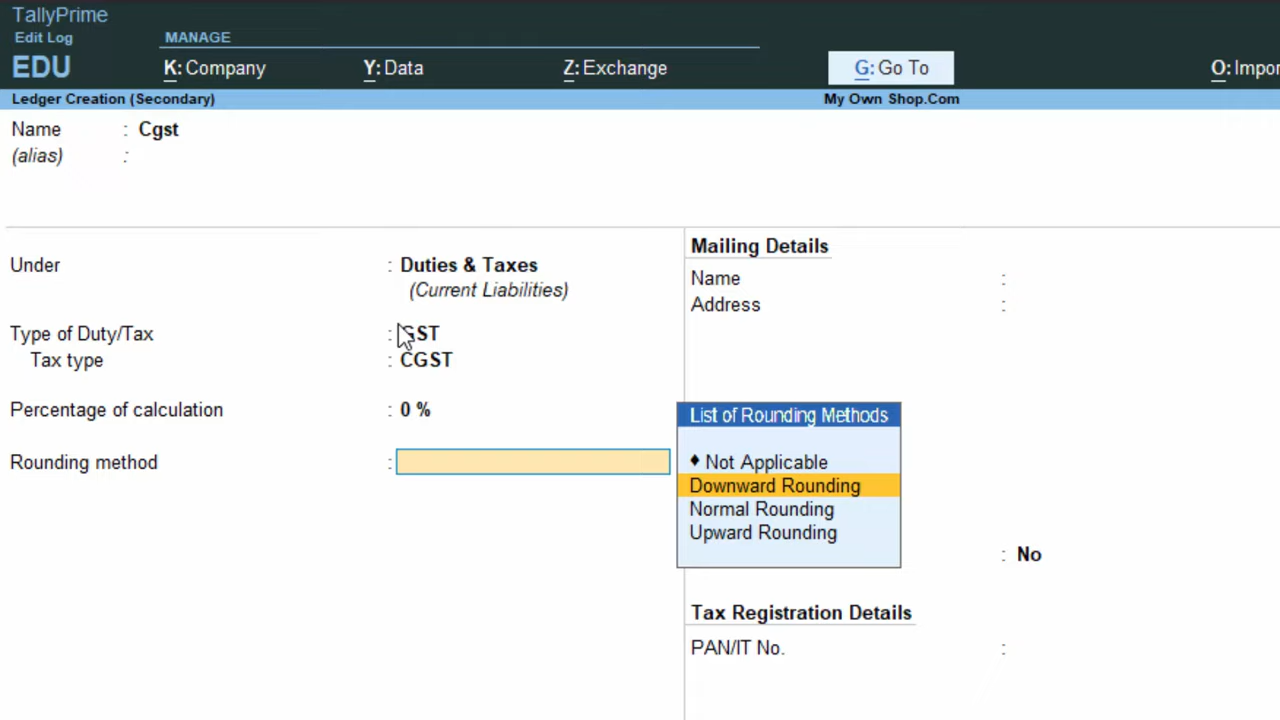 TallyPrime
Edit Log
EDU
MANAGE
K: Company
Y: Data
Z: Exchange
G: Go To
O:
Ledger Creation (Secondary)
My Own Shop.Com
Name : Cgst
(alias) :
Under : Duties & Taxes
(Current Liabilities)
Type of Duty/Tax : GST
Tax type : CGST
Percentage of calculation : 0 %
Rounding method :
Mailing Details
Name :
Address :
List of Rounding Methods
♦ Not Applicable
Downward Rounding
Normal Rounding
Upward Rounding
: No
Tax Registration Details
PAN/IT No. :